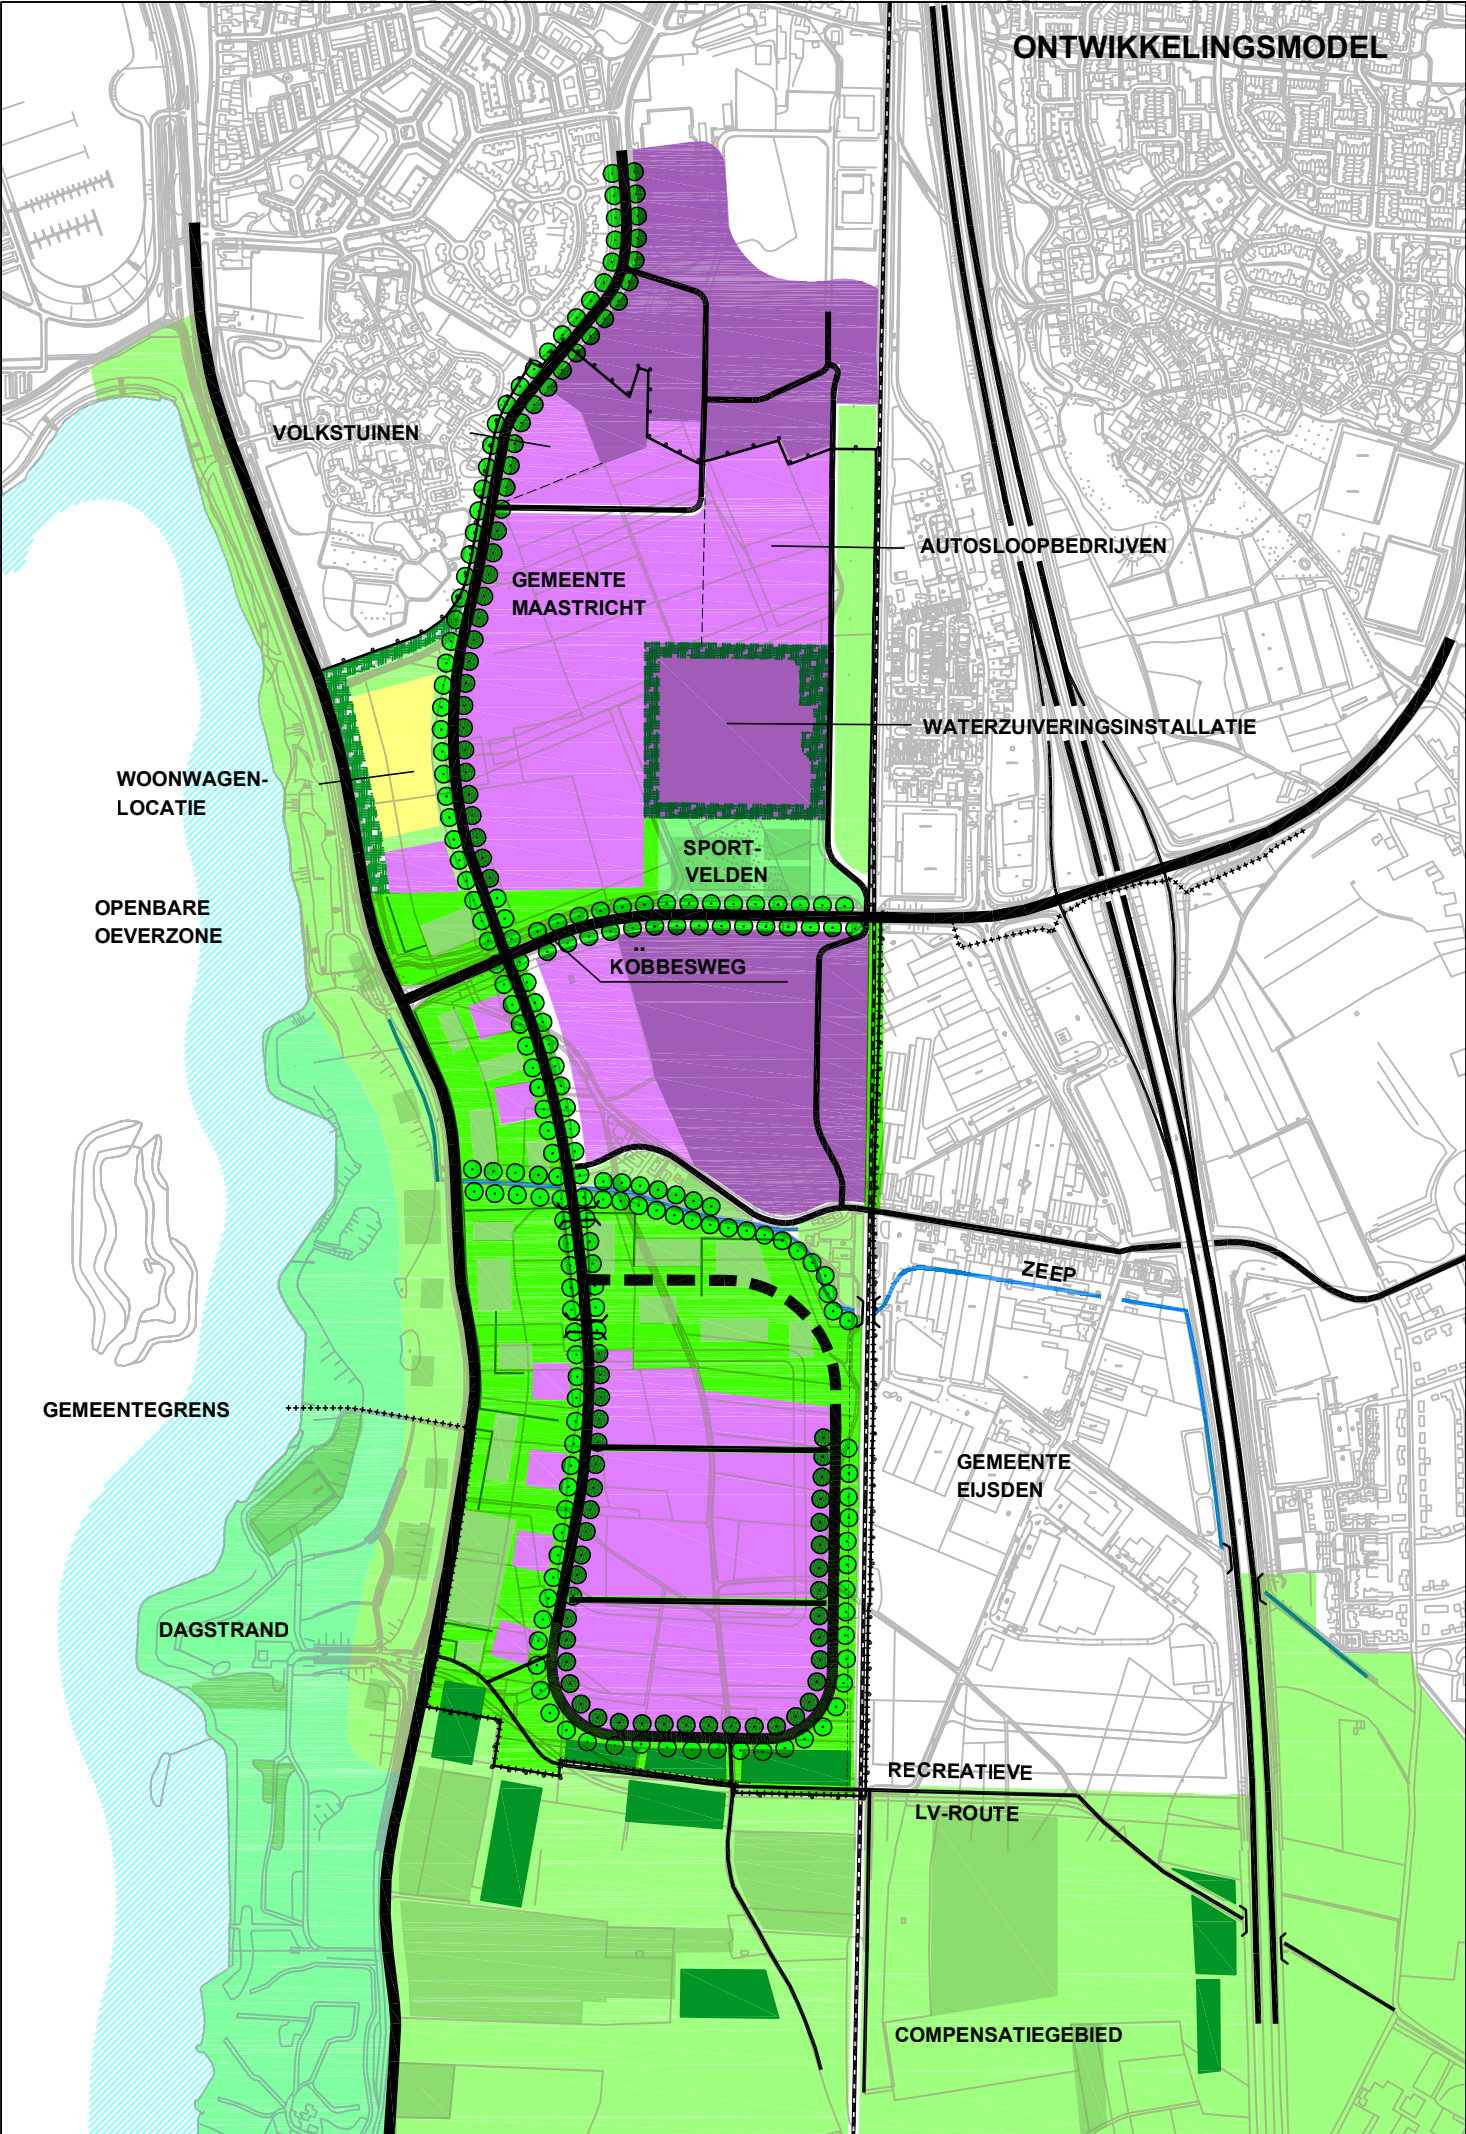 ONTWIKKELINGSMODEL
VOLKSTUINEN
AUTOSLOOPBEDRIJVEN
GEMEENTE
MAASTRICHT
WATERZUIVERINGSINSTALLATIE
WOONWAGEN-
LOCATIE
SPORT-
VELDEN
OPENBARE
OEVERZONE
KÖBBESWEG
ZEEP
GEMEENTEGRENS
GEMEENTE
EIJSDEN
DAGSTRAND
RECREATIEVE
LV-ROUTE
COMPENSATIEGEBIED